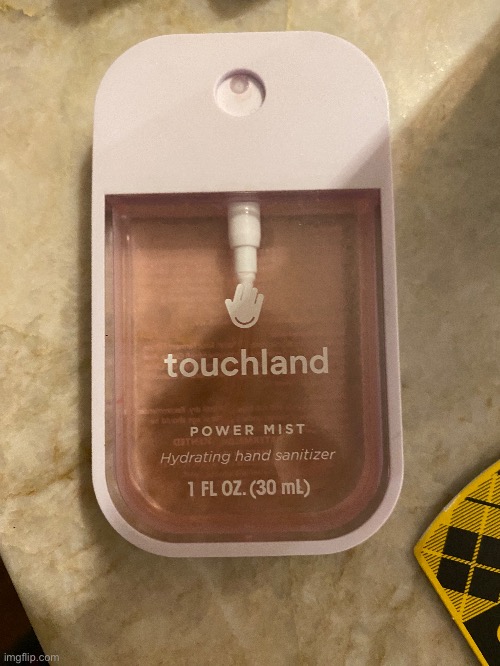 touchland
POWER MIST
Hydrating hand sanitizer
1 FL OZ. (30 mL)
imgflip.com